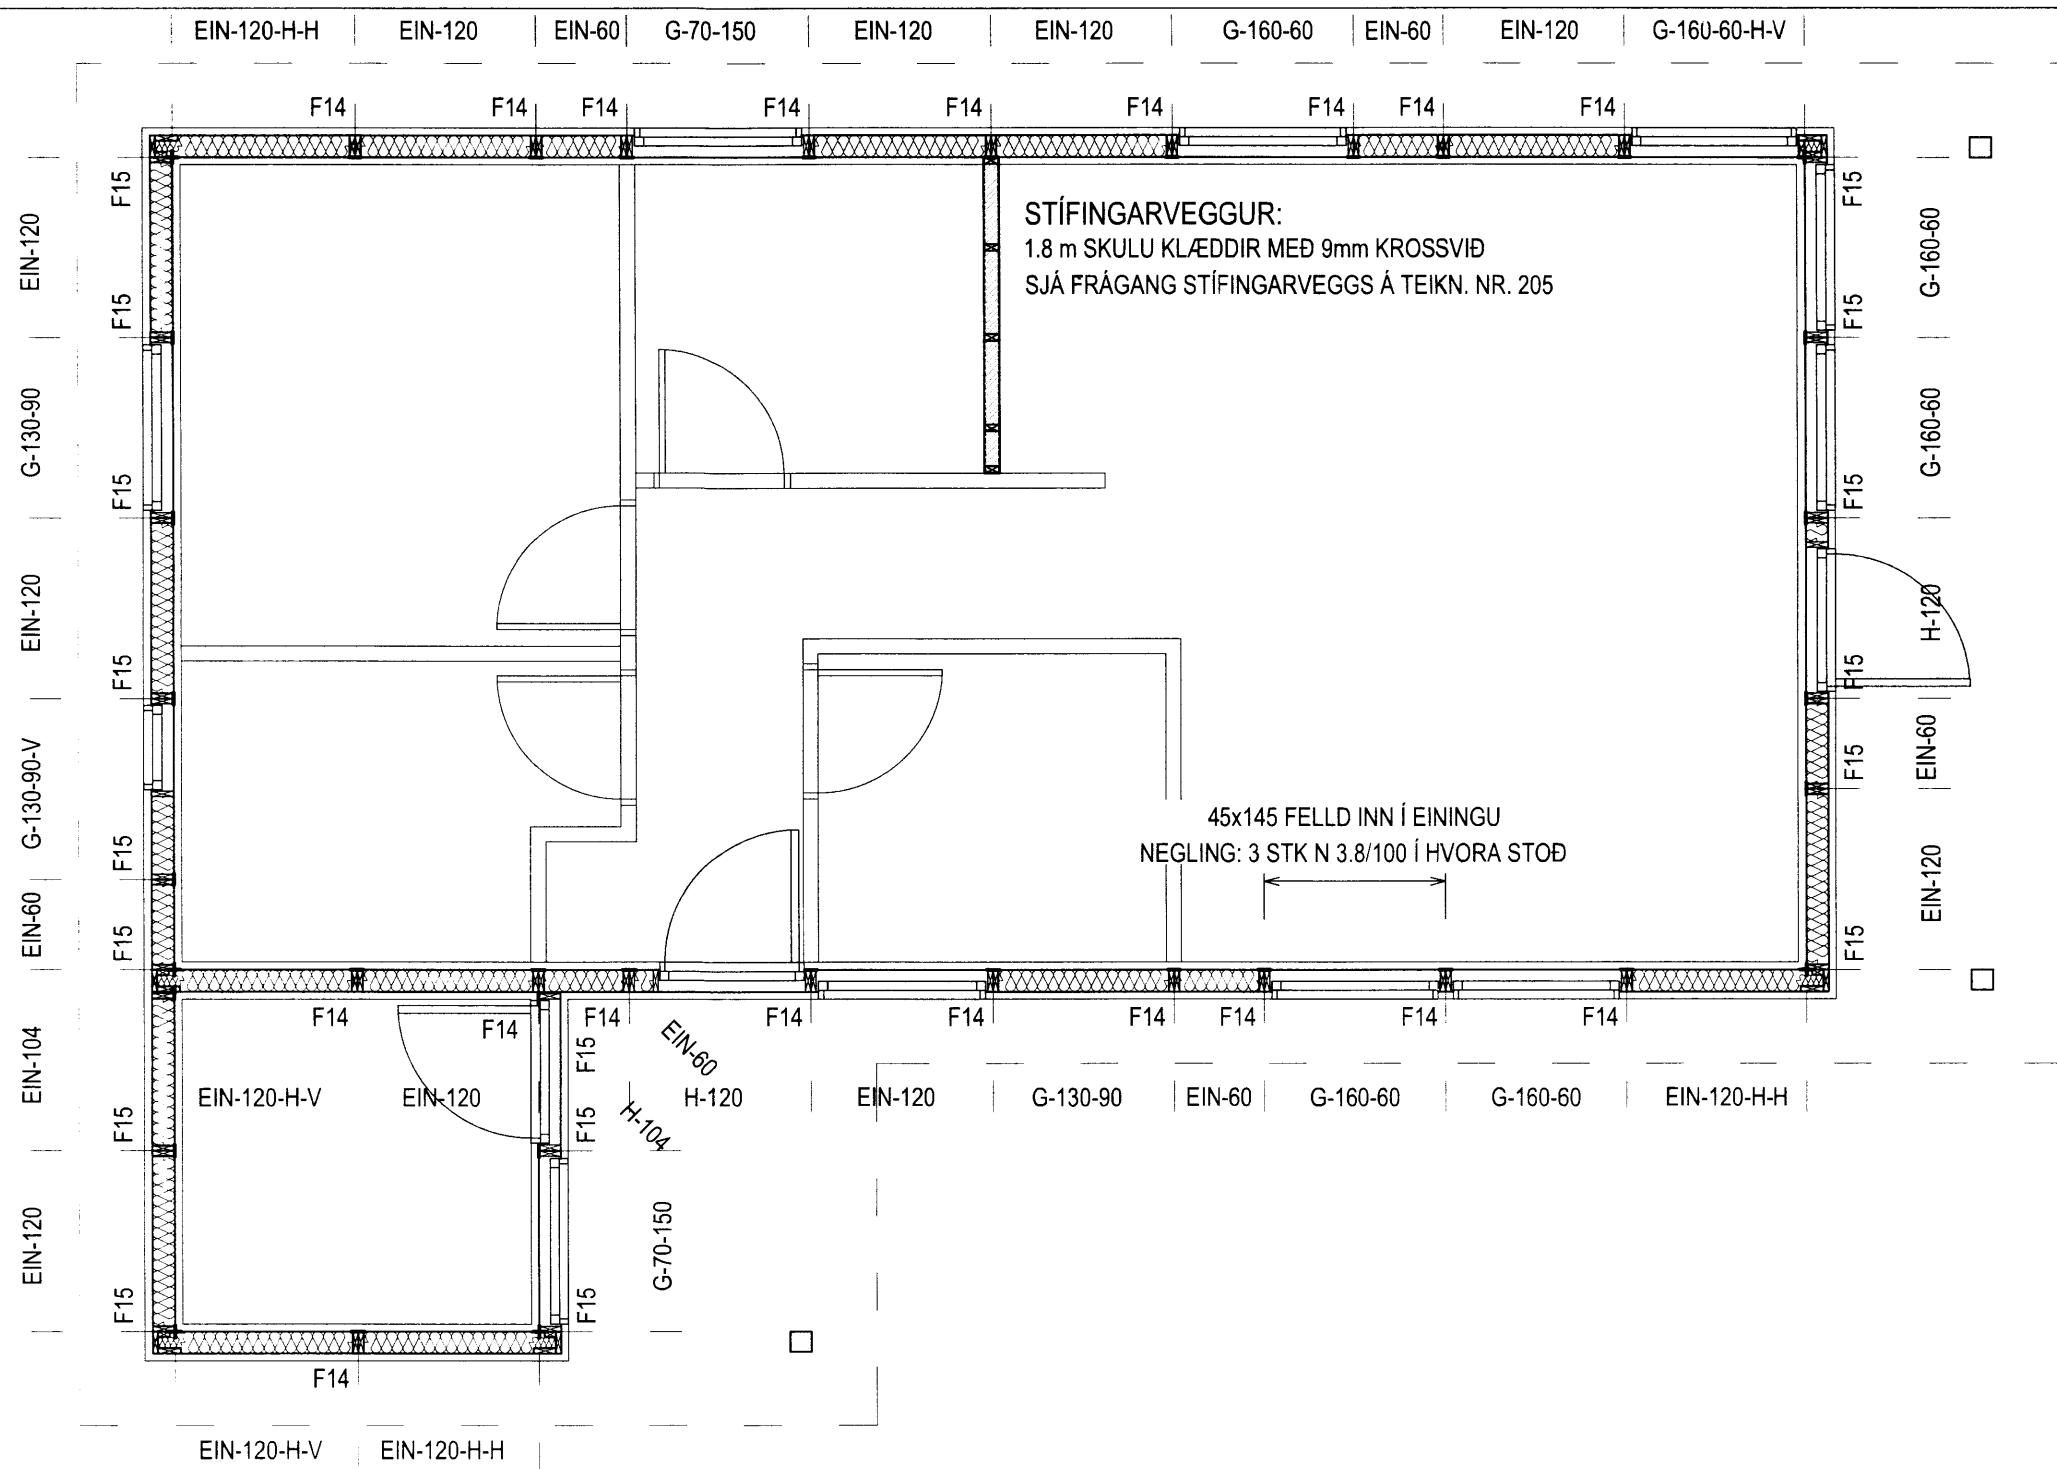 EIN-120-H-H EIN-120 EIN-60 G-70-150 EIN-120 EIN-120 G-160-60 EIN-60 EIN-120 G-160-60-H-V
F14 F14 F14 F14 F14 F14 F14 F14 F14
STÍFINGARVEGGUR:
1.8 m SKULU KLÆDDIR MEÐ 9mm KROSSVIÐ
SJÁ FRÁGANG STÍFINGARVEGGS Á TEIKN. NR. 205
EIN-120
G-130-90
EIN-120
G-130-90-V
EIN-60
EIN-104
EIN-120
F15
F15
F15
F15
F15
F15
F15
F15
F15
F15
F15
F15
F15
F15
G-160-60
G-160-60
H-120
EIN-60
EIN-120
45x145 FELLD INN Í EININGU
NEGLING: 3 STK N 3.8/100 Í HVORA STOÐ
F14 F14 F14 F14 F14 F14 F14 F14 F14
F15
F15
F15
EIN-60
H-104
G-70-150
EIN-120-H-V EIN-120 H-120 EIN-120 G-130-90 EIN-60 G-160-60 G-160-60 EIN-120-H-H
F14
EIN-120-H-V EIN-120-H-H